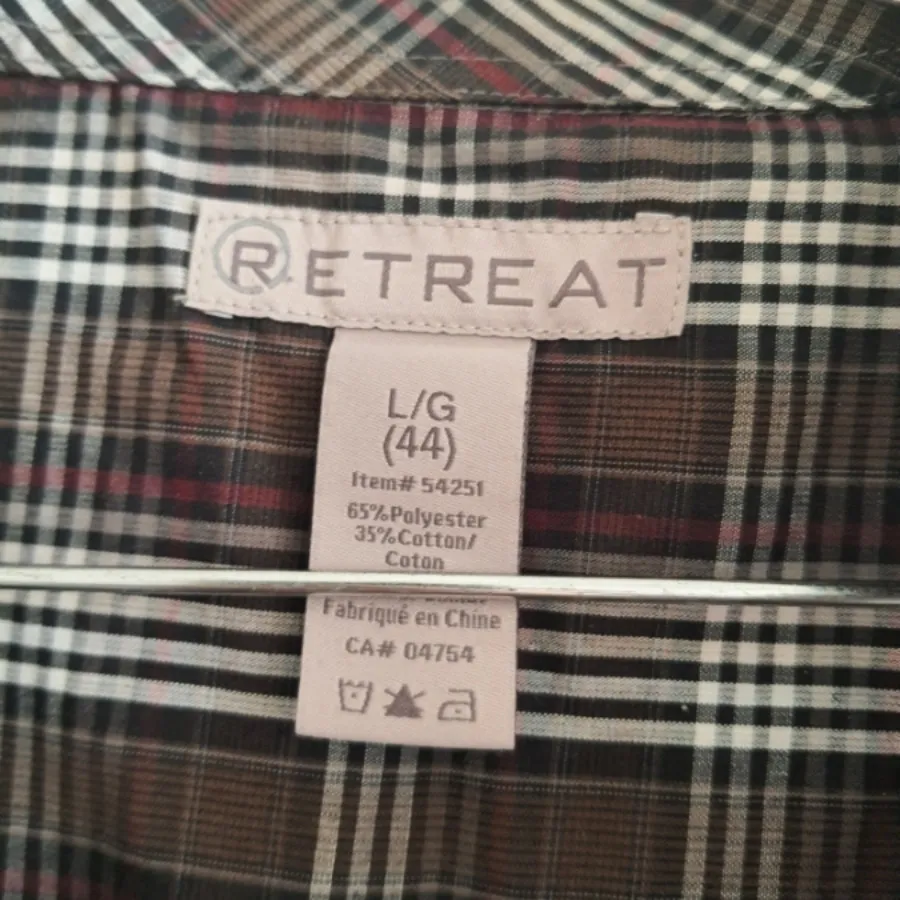 RETREAT
L/G
(44)
Item# 54251
65%Polyester
35%Cotton/
Coton
Fabriqué en Chine
CA# 04754